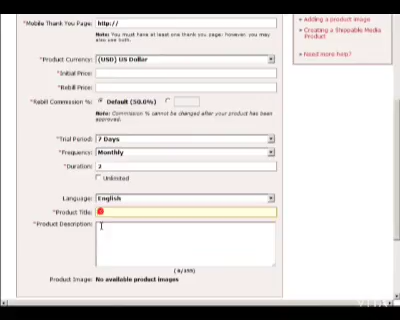 *Mobile Thank You Page: http://
Note: You must have at least one thank you page; however, you may also use both.
*Product Currency: (USD) US Dollar
*Initial Price:
*Rebill Price:
*Rebill Commission %: Default (50.0%)
Note: Commission % cannot be changed after your product has been approved.
*Trial Period: 7 Days
*Frequency: Monthly
*Duration: 2
Unlimited
Language: English
*Product Title:
*Product Description:
( 0/255)
Product Image: No available product images
Adding a product image
Creating a Shippable Media Product
Need more help?